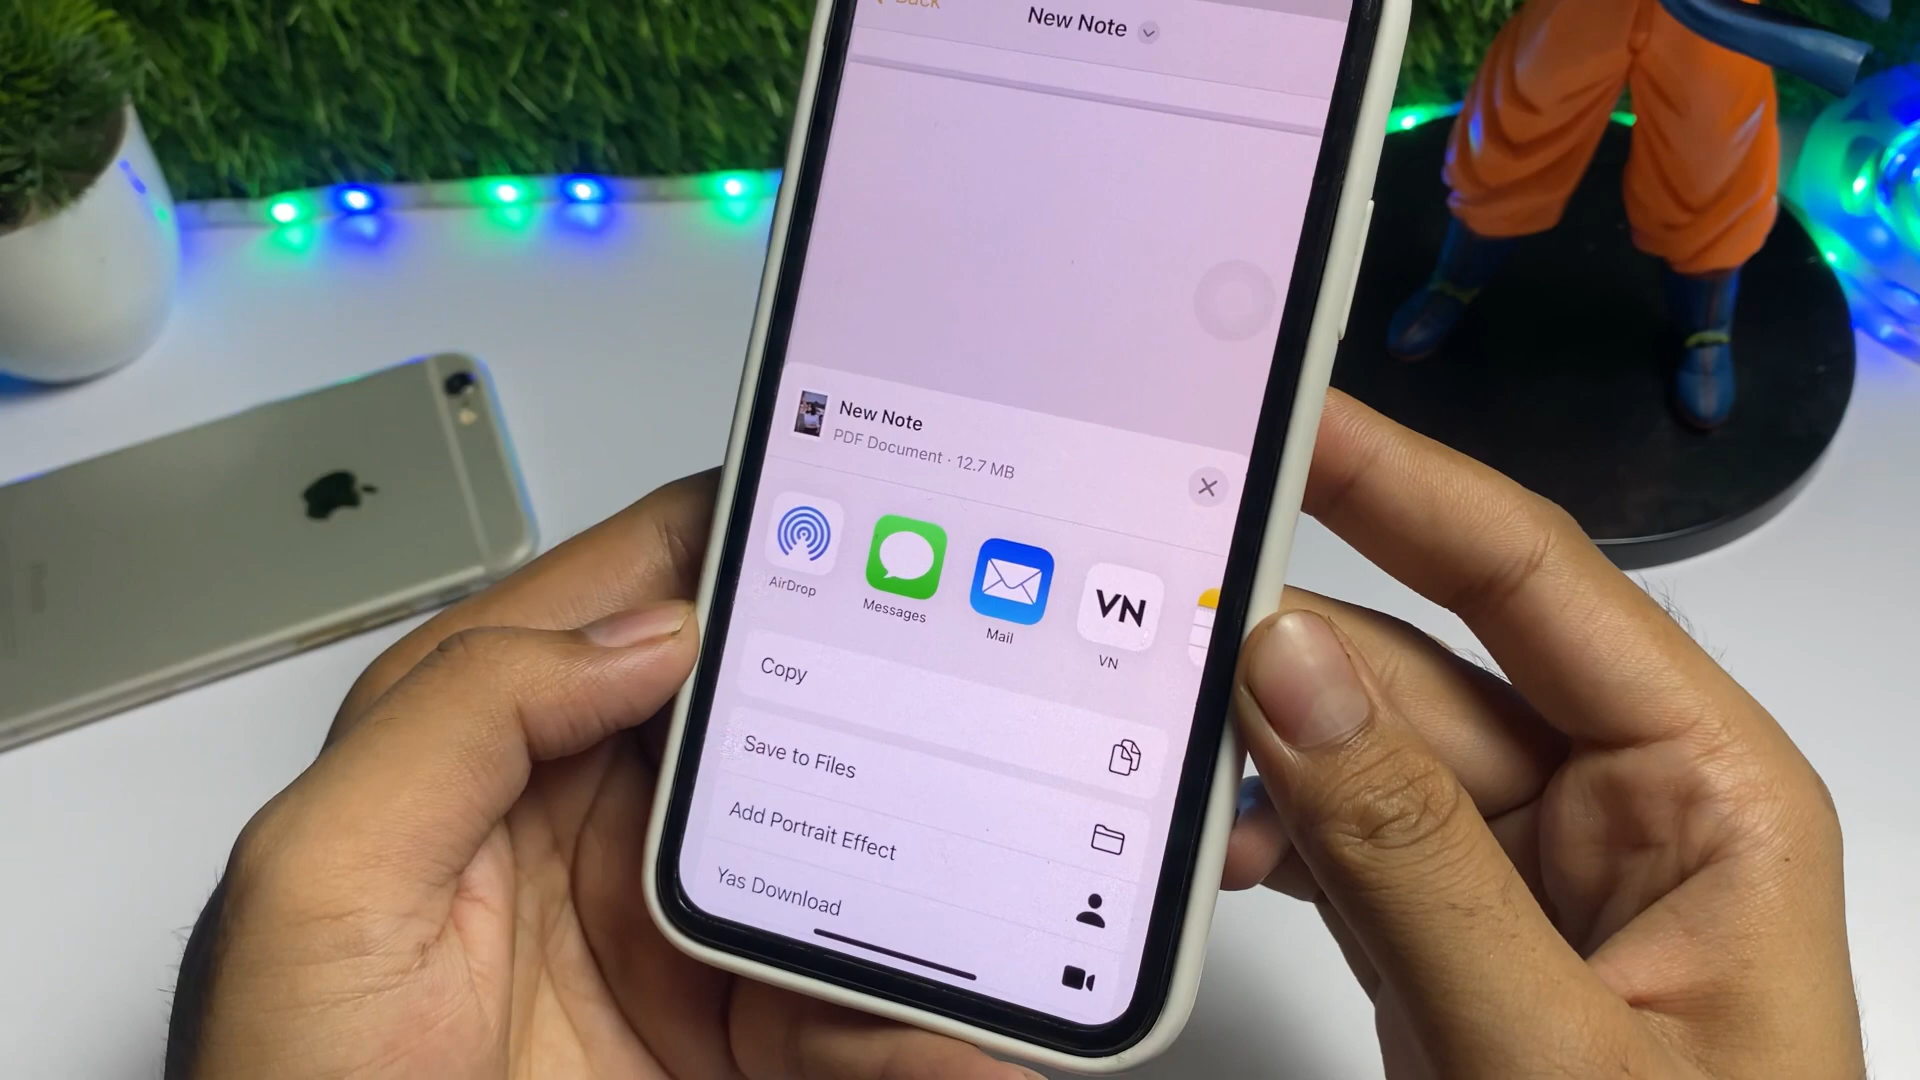 Back
New Note
New Note
PDF Document · 12.7 MB
AirDrop
Messages
Mail
VN
VN
Copy
Save to Files
Add Portrait Effect
Yas Download